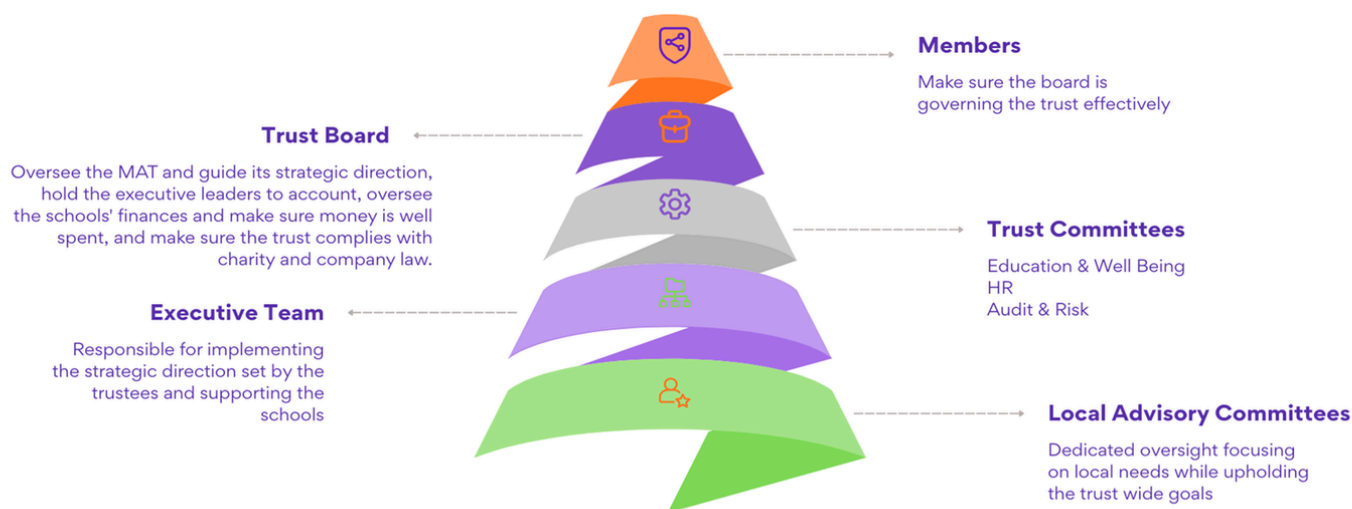 Members
Make sure the board is
governing the trust effectively
Trust Board
Oversee the MAT and guide its strategic direction,
hold the executive leaders to account, oversee
the schools' finances and make sure money is well
spent, and make sure the trust complies with
charity and company law.
Trust Committees
Education & Well Being
HR
Audit & Risk
Executive Team
Responsible for implementing
the strategic direction set by the
trustees and supporting the
schools
Local Advisory Committees
Dedicated oversight focusing
on local needs while upholding
the trust wide goals